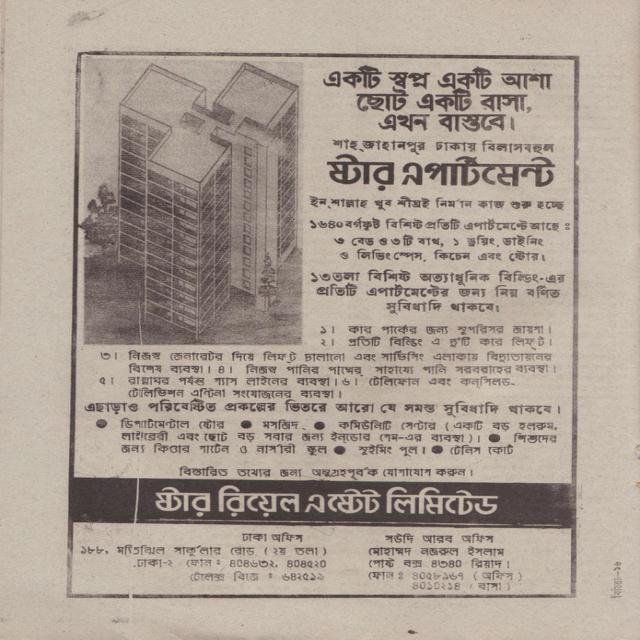 একটি স্বপ্ন একটি আশা
ছোট একটি বাসা,
এখন বাস্তবে।
শাহ্‌জাহানপুর ঢাকায় বিলাসবহুল
ষ্টার এপার্টমেন্ট
ইনশাল্লাহ খুব শীঘ্রই নির্মান কাজ শুরু হচ্ছে
১৬৪০ বর্গফুট বিশিষ্ট প্রতিটি এপার্টমেন্টে আছে :
৩ বেড ও ৩টি বাথ, ১ ড্রয়িং, ডাইনিং
ও লিভিং স্পেস, কিচেন এবং ষ্টোর।
১৩তলা বিশিষ্ট অত্যাধুনিক বিল্ডিং-এর
প্রতিটি এপার্টমেন্টের জন্য নিম্ন বর্ণিত
সুবিধাদি থাকবে।
১। কার পার্কের জন্য সুপরিসর জায়গা।
২। প্রতিটি বিল্ডিং এ দু'টি করে লিফ্‌ট।
৩। নিজস্ব জেনারেটর দিয়ে লিফ্‌ট চালানো এবং সার্ভিসিং এলাকায় বিদ্যুতায়নের
বিশেষ ব্যবস্থা। ৪। নিজস্ব পানির পাম্পের সাহায্যে পানি সরবরাহের ব্যবস্থা।
৫। রান্নাঘর পর্যন্ত গ্যাস লাইনের ব্যবস্থা। ৬। টেলিফোন এবং কনসিলড্-
টেলিভিশন এন্টিনা সংযোজনের ব্যবস্থা।
এছাড়াও পরিবেষ্টিত প্রকল্পের ভিতরে আরো যে সমস্ত সুবিধাদি থাকবে।
● ডিপার্টমেন্টাল ষ্টোর ● মসজিদ ● কমিউনিটি সেন্টার (একটি বড় হলরুম,
লাইব্রেরী এবং ছোট বড় সবার জন্য ইনডোর গেম-এর ব্যবস্থা)। ● শিশুদের
জন্য কিন্ডার গার্টেন ও নার্সারী স্কুল ● সুইমিং পুল। ● টেনিস কোর্ট
বিস্তারিত তথ্যের জন্য অনুগ্রহপূর্বক যোগাযোগ করুন।
ষ্টার রিয়েল এষ্টেট লিমিটেড
ঢাকা অফিস
১৮৮, মতিঝিল সার্কুলার রোড (২য় তলা)
ঢাকা-২ ফোন : ৪০৪৬৩২, ৪০৪৫২০
টেলেক্স বিজে : ৬৪২৫১৯
সউদি আরব অফিস
মোহাম্মদ নজরুল ইসলাম
পোষ্ট বক্স ৪৩৪০ রিয়াদ।
ফোন : ৪০৫৮১৬৭ (অফিস)
৪০১০২১৪ (বাসা)